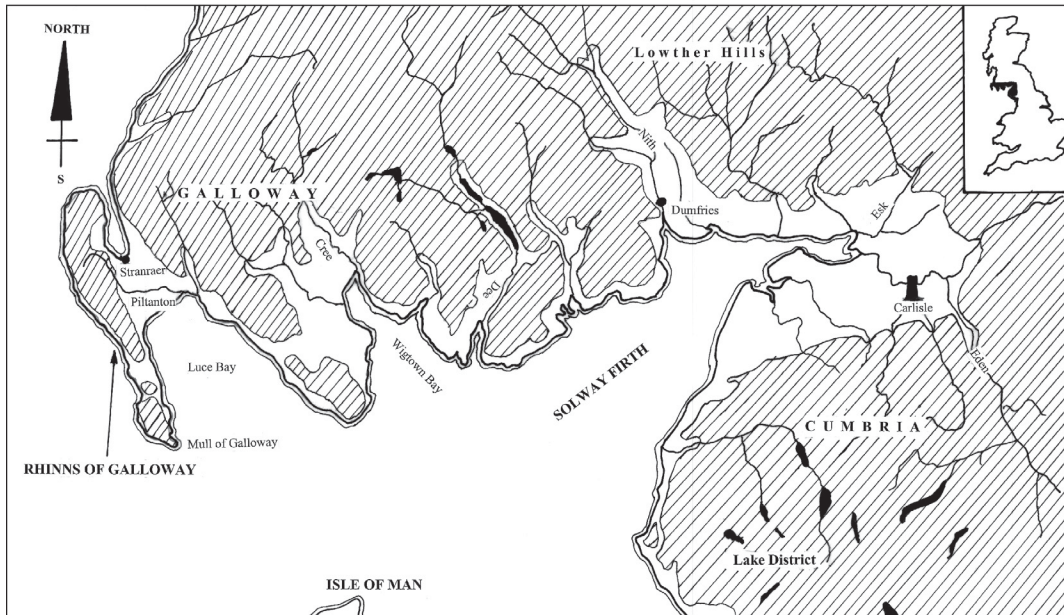 NORTH
S
Lowther Hills
GALLOWAY
Nith
Dumfries
Esk
Cree
Dee
Stranraer
Piltanton
Carlisle
Eden
Luce Bay
Wigtown Bay
SOLWAY FIRTH
CUMBRIA
Mull of Galloway
RHINNS OF GALLOWAY
Lake District
ISLE OF MAN